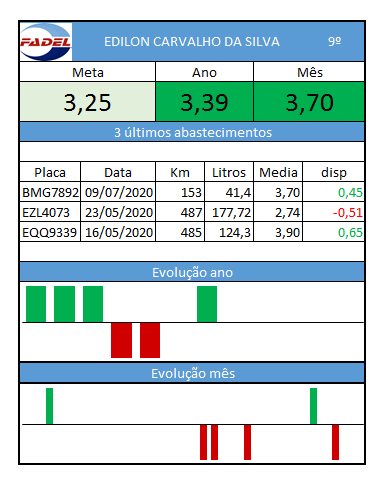 FADEL EDILON CARVALHO DA SILVA 9º
Meta Ano Mês
3,25 3,39 3,70
3 últimos abastecimentos
Placa Data Km Litros Media disp
BMG7892 09/07/2020 153 41,4 3,70 0,45
EZL4073 23/05/2020 487 177,72 2,74 -0,51
EQQ9339 16/05/2020 485 124,3 3,90 0,65
Evolução ano
Evolução mês